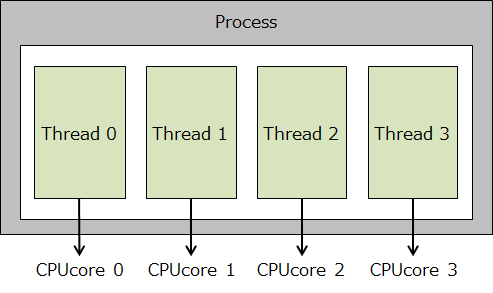 Process
Thread 0 Thread 1 Thread 2 Thread 3
CPUcore 0 CPUcore 1 CPUcore 2 CPUcore 3